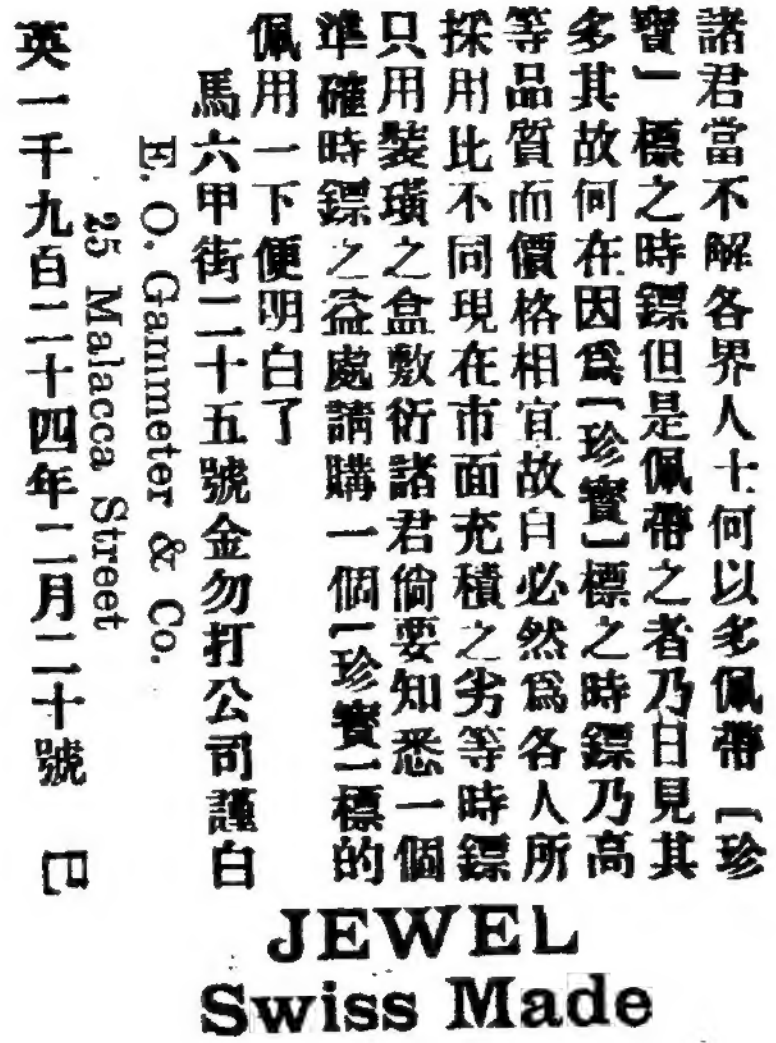 諸君當不解各界人士何以多佩帶［珍
寶］標之時鏢但是佩帶之者乃日見其
多其故何在因爲［珍寶］標之時鏢乃高
等品質而價格相宜故自必然爲各人所
採用比不同現在市面充積之劣等時鏢
只用裝璜之盒敷衍諸君倘要知悉一個
準確時鏢之益處請購一個［珍寶］標的
佩用一下便明白了
馬六甲街二十五號金勿打公司謹白
E. O. Gammeter & Co.
25 Malacca Street
英一千九百二十四年二月二十號 巳
JEWEL
Swiss Made